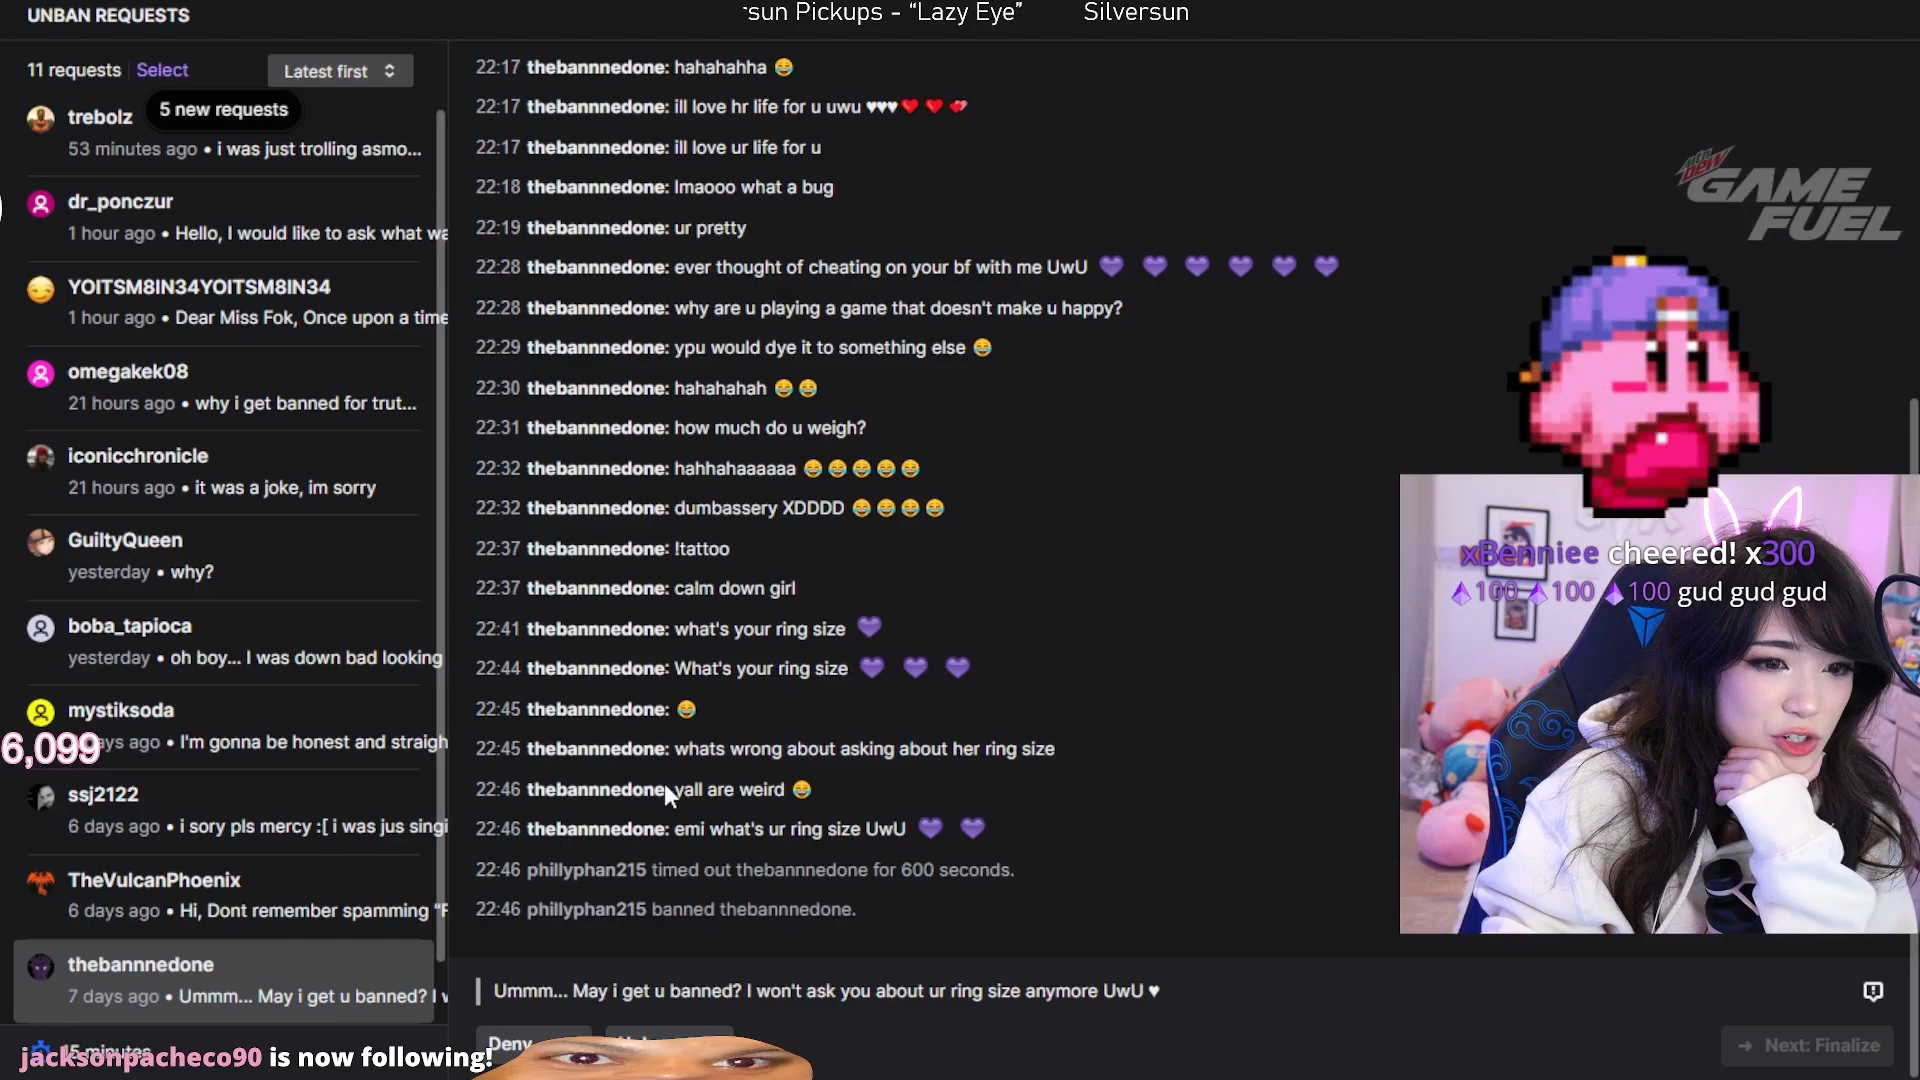 UNBAN REQUESTS
sun Pickups - “Lazy Eye”
Silversun
11 requests
Select
Latest first
5 new requests
trebolz
53 minutes ago • i was just trolling asmo...
dr_ponczur
1 hour ago • Hello, I would like to ask what wa
YOITSM8IN34YOITSM8IN34
1 hour ago • Dear Miss Fok, Once upon a time
omegakek08
21 hours ago • why i get banned for trut...
iconicchronicle
21 hours ago • it was a joke, im sorry
GuiltyQueen
yesterday • why?
boba_tapioca
yesterday • oh boy... I was down bad looking
mystiksoda
ago • I'm gonna be honest and straigh
6,099
ssj2122
6 days ago • i sory pls mercy :[ i was jus singi
TheVulcanPhoenix
6 days ago • Hi, Dont remember spamming "F
thebannnedone
7 days ago • Ummm... May i get u banned? I w
15 minutes
jacksonpacheco90 is now following!
22:17 thebannnedone: hahahahha 😂
22:17 thebannnedone: ill love hr life for u uwu ♥♥♥❤️ ❤️ 💕
22:17 thebannnedone: ill love ur life for u
22:18 thebannnedone: lmaooo what a bug
22:19 thebannnedone: ur pretty
22:28 thebannnedone: ever thought of cheating on your bf with me UwU 💜 💜 💜 💜 💜 💜
22:28 thebannnedone: why are u playing a game that doesn't make u happy?
22:29 thebannnedone: ypu would dye it to something else 😂
22:30 thebannnedone: hahahahah 😂 😂
22:31 thebannnedone: how much do u weigh?
22:32 thebannnedone: hahhahaaaaaa 😂 😂 😂 😂 😂
22:32 thebannnedone: dumbassery XDDDD 😂 😂 😂 😂
22:37 thebannnedone: !tattoo
22:37 thebannnedone: calm down girl
22:41 thebannnedone: what's your ring size 💜
22:44 thebannnedone: What's your ring size 💜 💜 💜
22:45 thebannnedone: 😂
22:45 thebannnedone: whats wrong about asking about her ring size
22:46 thebannnedone: yall are weird 😂
22:46 thebannnedone: emi what's ur ring size UwU 💜 💜
22:46 phillyphan215 timed out thebannnedone for 600 seconds.
22:46 phillyphan215 banned thebannnedone.
Ummm... May i get u banned? I won't ask you about ur ring size anymore UwU ♥
Deny
Next: Finalize
mtn DEW
GAME
FUEL
xBenniee cheered! x300
100 100 100 gud gud gud